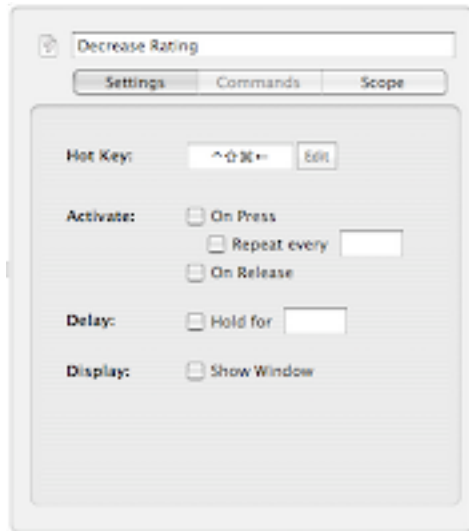 Decrease Rating
Settings Commands Scope
Hot Key: ^⇧⌘← Edit
Activate: On Press
Repeat every
On Release
Delay: Hold for
Display: Show Window